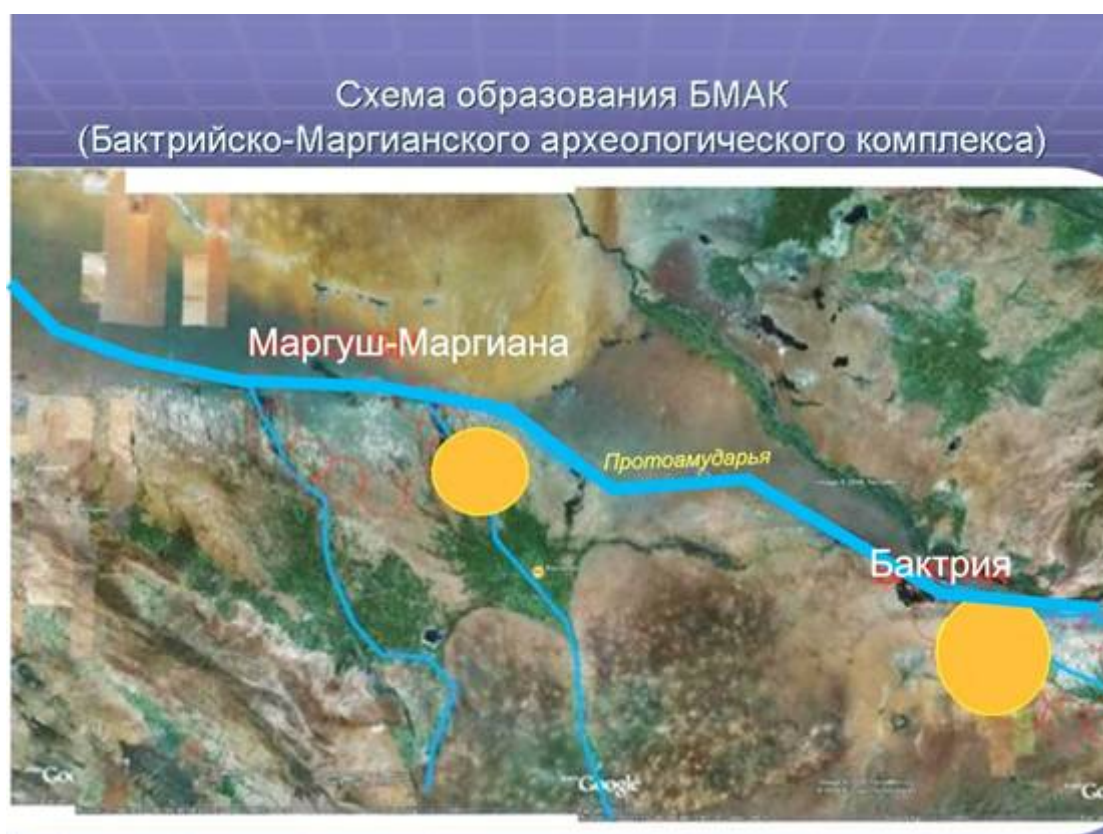 Схема образования БМАК
(Бактрийско-Маргианского археологического комплекса)
Маргуш-Маргиана
Протоамударья
Бактрия
Google